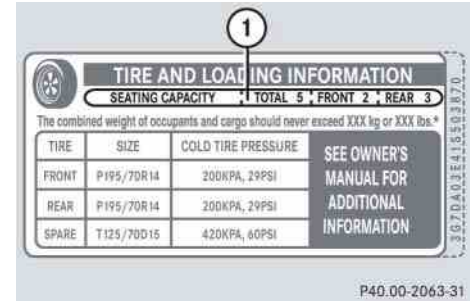 1
TIRE AND LOADING INFORMATION
SEATING CAPACITY TOTAL 5 FRONT 2 REAR 3
The combined weight of occupants and cargo should never exceed XXX kg or XXX lbs.*
TIRE SIZE COLD TIRE PRESSURE
FRONT P195/70R14 200KPA, 29PSI
REAR P195/70R14 200KPA, 29PSI
SPARE T125/70D15 420KPA, 60PSI
SEE OWNER'S
MANUAL FOR
ADDITIONAL
INFORMATION
3G7DA03E41S503870
P40.00-2063-31